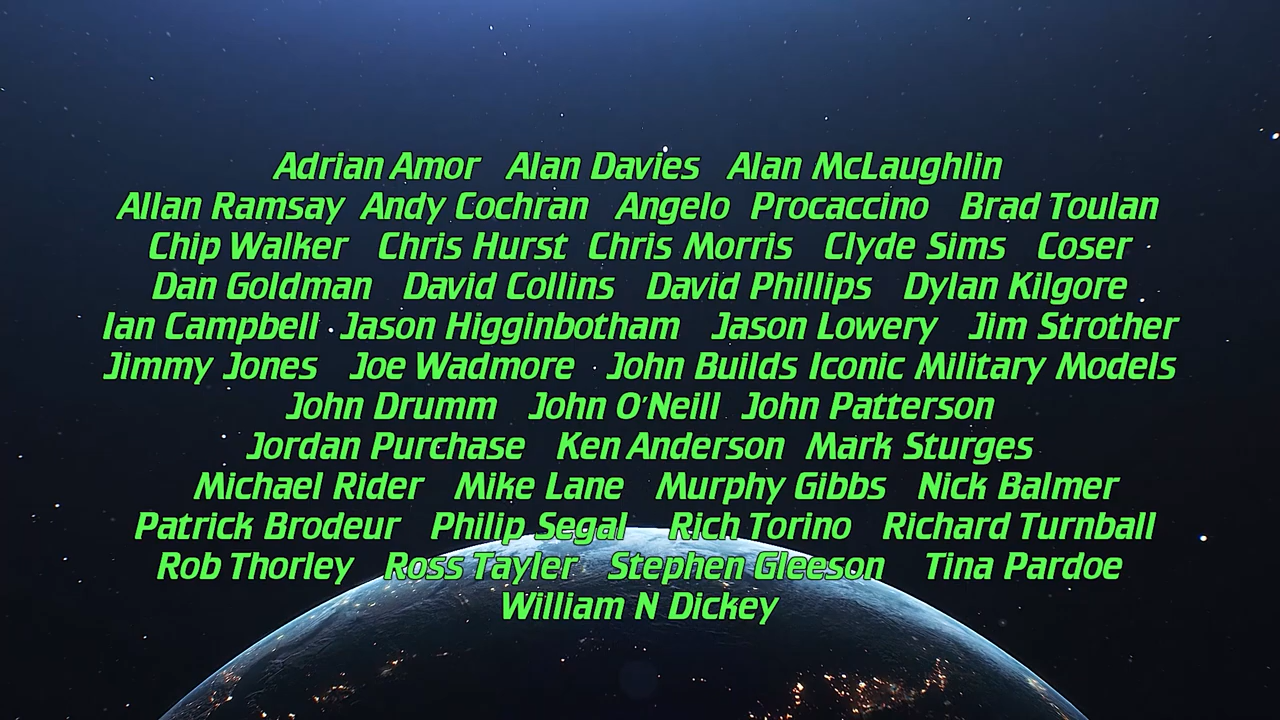 Adrian Amor Alan Davies Alan McLaughlin
Allan Ramsay Andy Cochran Angelo Procaccino Brad Toulan
Chip Walker Chris Hurst Chris Morris Clyde Sims Coser
Dan Goldman David Collins David Phillips Dylan Kilgore
Ian Campbell Jason Higginbotham Jason Lowery Jim Strother
Jimmy Jones Joe Wadmore John Builds Iconic Military Models
John Drumm John O'Neill John Patterson
Jordan Purchase Ken Anderson Mark Sturges
Michael Rider Mike Lane Murphy Gibbs Nick Balmer
Patrick Brodeur Philip Segal Rich Torino Richard Turnball
Rob Thorley Ross Tayler Stephen Gleeson Tina Pardoe
William N Dickey